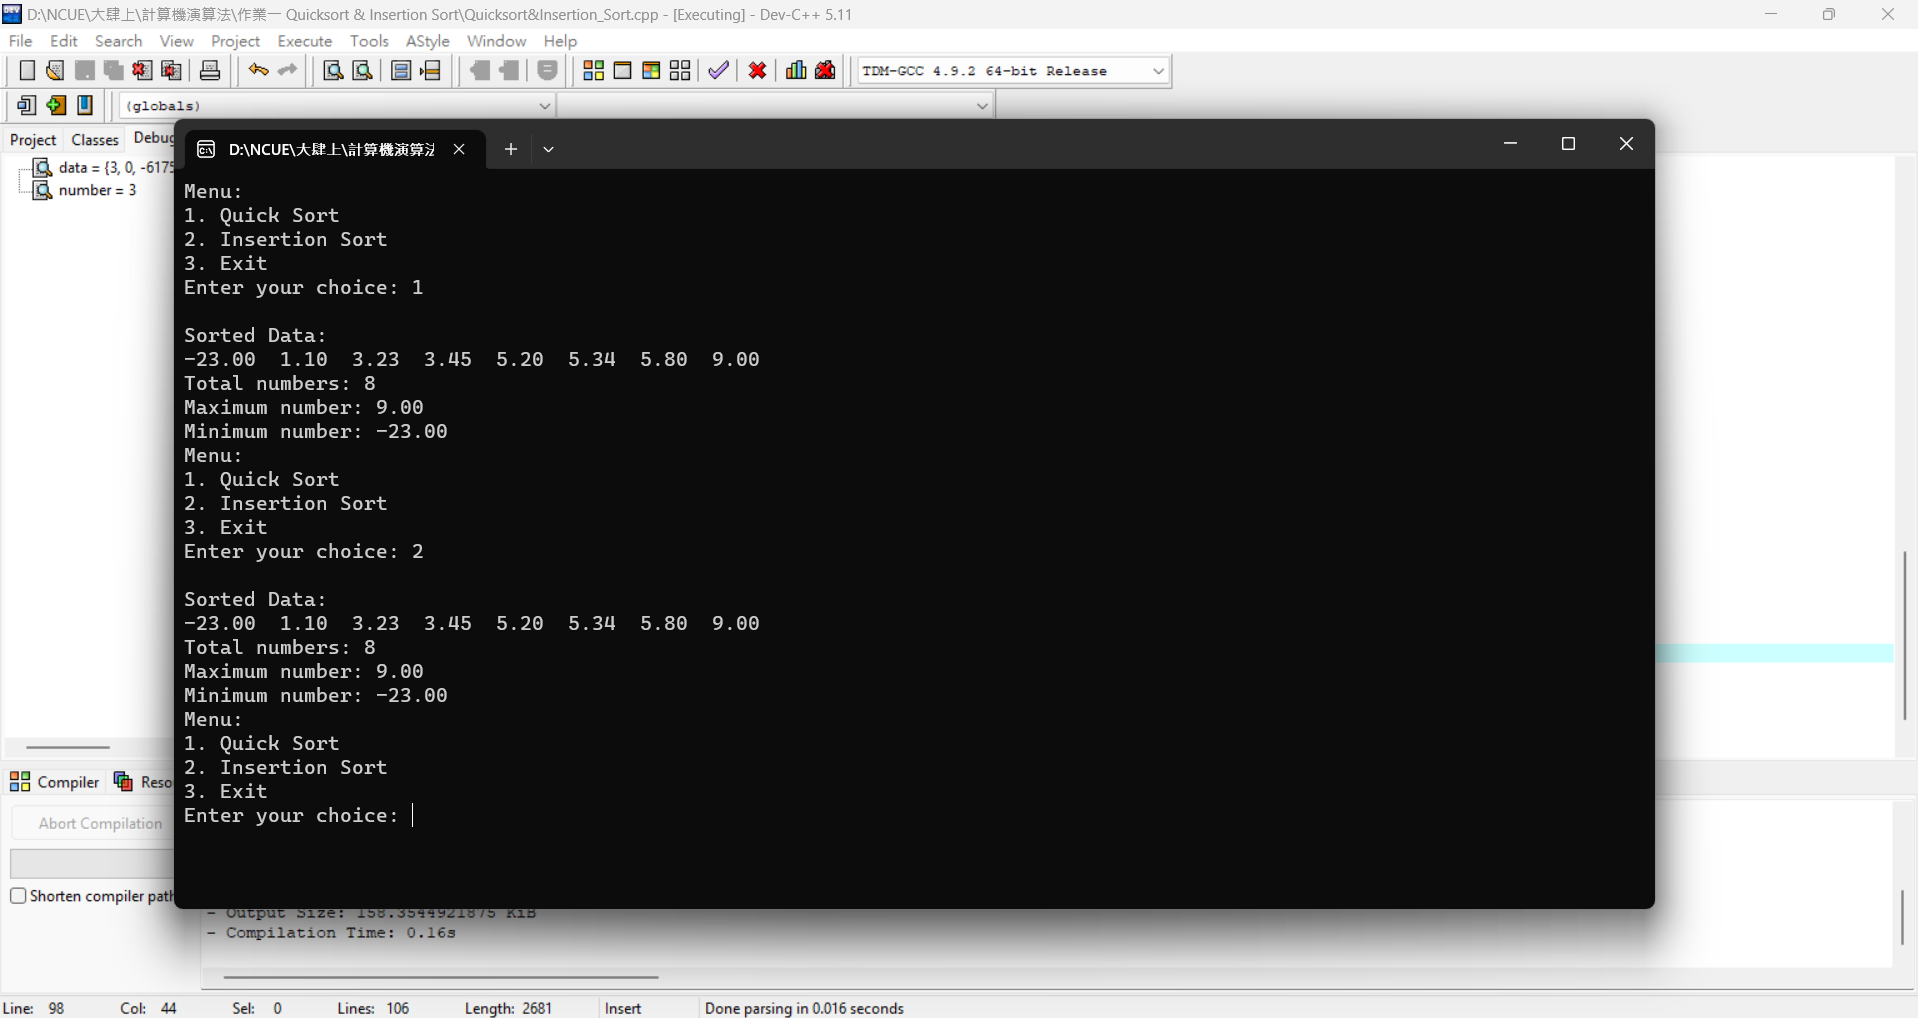 D:\NCUE\大肆上\計算機演算法\作業一 Quicksort & Insertion Sort\Quicksort&Insertion_Sort.cpp - [Executing] - Dev-C++ 5.11
File Edit Search View Project Execute Tools AStyle Window Help
TDM-GCC 4.9.2 64-bit Release
(globals)
Project Classes Debug
data = {3, 0, -6175
number = 3
D:\NCUE\大肆上\計算機演算法
Menu:
1. Quick Sort
2. Insertion Sort
3. Exit
Enter your choice: 1
Sorted Data:
-23.00 1.10 3.23 3.45 5.20 5.34 5.80 9.00
Total numbers: 8
Maximum number: 9.00
Minimum number: -23.00
Menu:
1. Quick Sort
2. Insertion Sort
3. Exit
Enter your choice: 2
Sorted Data:
-23.00 1.10 3.23 3.45 5.20 5.34 5.80 9.00
Total numbers: 8
Maximum number: 9.00
Minimum number: -23.00
Menu:
1. Quick Sort
2. Insertion Sort
3. Exit
Enter your choice:
Compiler Reso
Abort Compilation
Shorten compiler path
- Output Size: 158.3544921875 KiB
- Compilation Time: 0.16s
Line: 98 Col: 44 Sel: 0 Lines: 106 Length: 2681 Insert Done parsing in 0.016 seconds